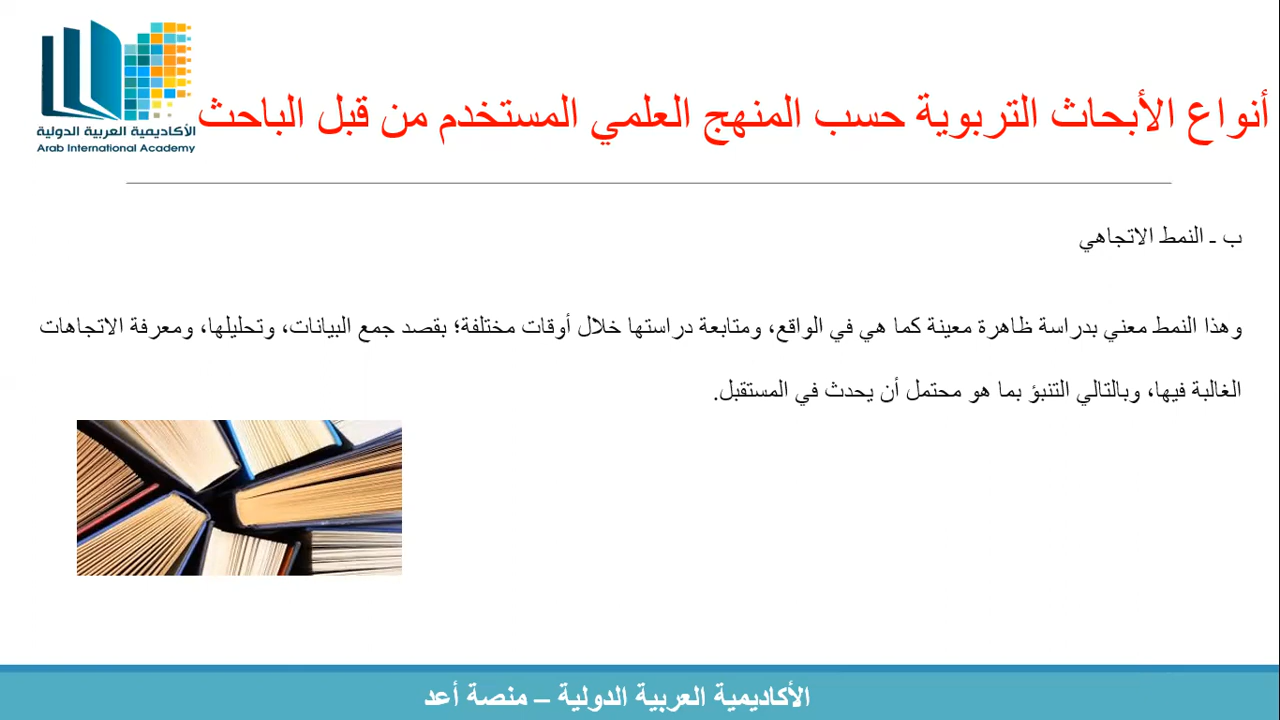 الأكاديمية العربية الدولية
Arab International Academy
أنواع الأبحاث التربوية حسب المنهج العلمي المستخدم من قبل الباحث
ب - النمط الاتجاهي
وهذا النمط معني بدراسة ظاهرة معينة كما هي في الواقع، ومتابعة دراستها خلال أوقات مختلفة؛ بقصد جمع البيانات، وتحليلها، ومعرفة الاتجاهات
الغالبة فيها، وبالتالي التنبؤ بما هو محتمل أن يحدث في المستقبل.
الأكاديمية العربية الدولية – منصة أعد